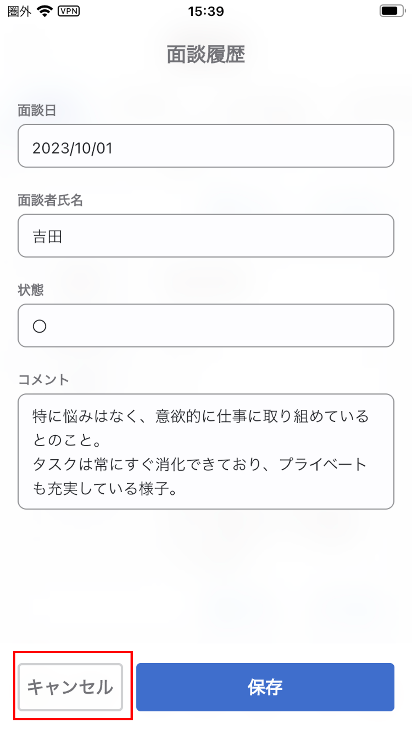 圏外 VPN 15:39
面談履歴
面談日
2023/10/01
面談者氏名
吉田
状態
〇
コメント
特に悩みはなく、意欲的に仕事に取り組めている
とのこと。
タスクは常にすぐ消化できており、プライベート
も充実している様子。
キャンセル 保存